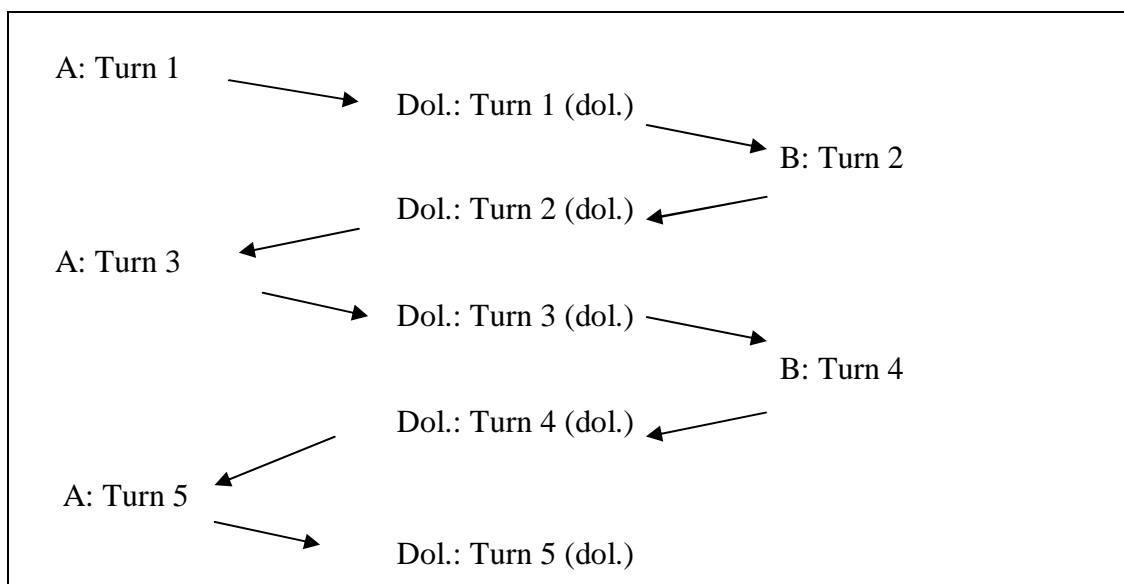 A: Turn 1
Dol.: Turn 1 (dol.)
B: Turn 2
Dol.: Turn 2 (dol.)
A: Turn 3
Dol.: Turn 3 (dol.)
B: Turn 4
Dol.: Turn 4 (dol.)
A: Turn 5
Dol.: Turn 5 (dol.)